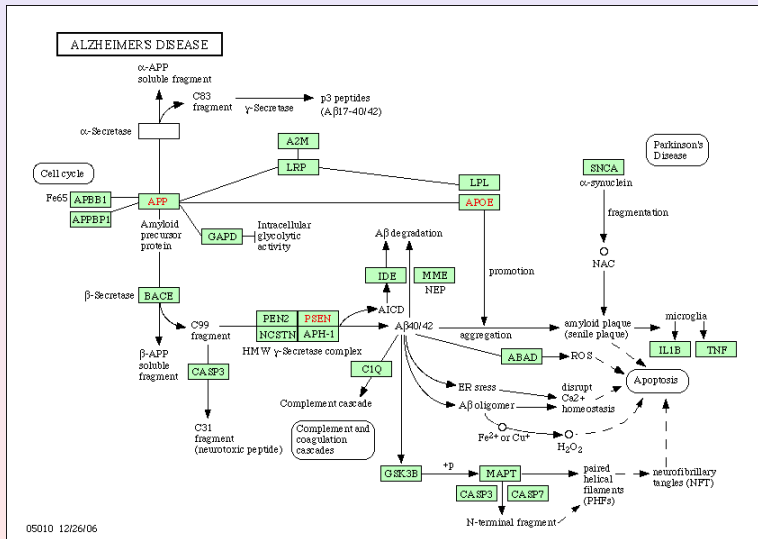 ALZHEIMER'S DISEASE
α-APP
soluble fragment
C83
fragment
γ-Secretase
p3 peptides
(Aβ17-40/42)
α-Secretase
A2M
LRP
Parkinson's
Disease
SNCA
α-synuclein
Cell cycle
LPL
Fe65
APBB1
APP
APOE
APPBP1
fragmentation
Amyloid
precursor
protein
GAPD
Intracellular
glycolytic
activity
Aβ degradation
NAC
IDE
MME
NEP
promotion
β-Secretase
BACE
AICD
C99
fragment
PEN2
PSEN
NCSTN
APH-1
HMW γ-Secretase complex
Aβ40/42
aggregation
amyloid plaque
(senile plaque)
microglia
IL1B
TNF
β-APP
soluble fragment
CASP3
C1Q
ABAD
ROS
Apoptosis
Complement cascade
ER sress
disrupt
Ca2+
homeostasis
Aβ oligomer
C31
fragment
(neurotoxic peptide)
Complement and
coagulation
cascades
Fe2+ or Cu+
H2O2
GSK3B
+p
MAPT
paired
helical
filaments
(PHFs)
neurofibrillary
tangles (NFT)
CASP3
CASP7
N-terminal fragment
05010 12/26/06